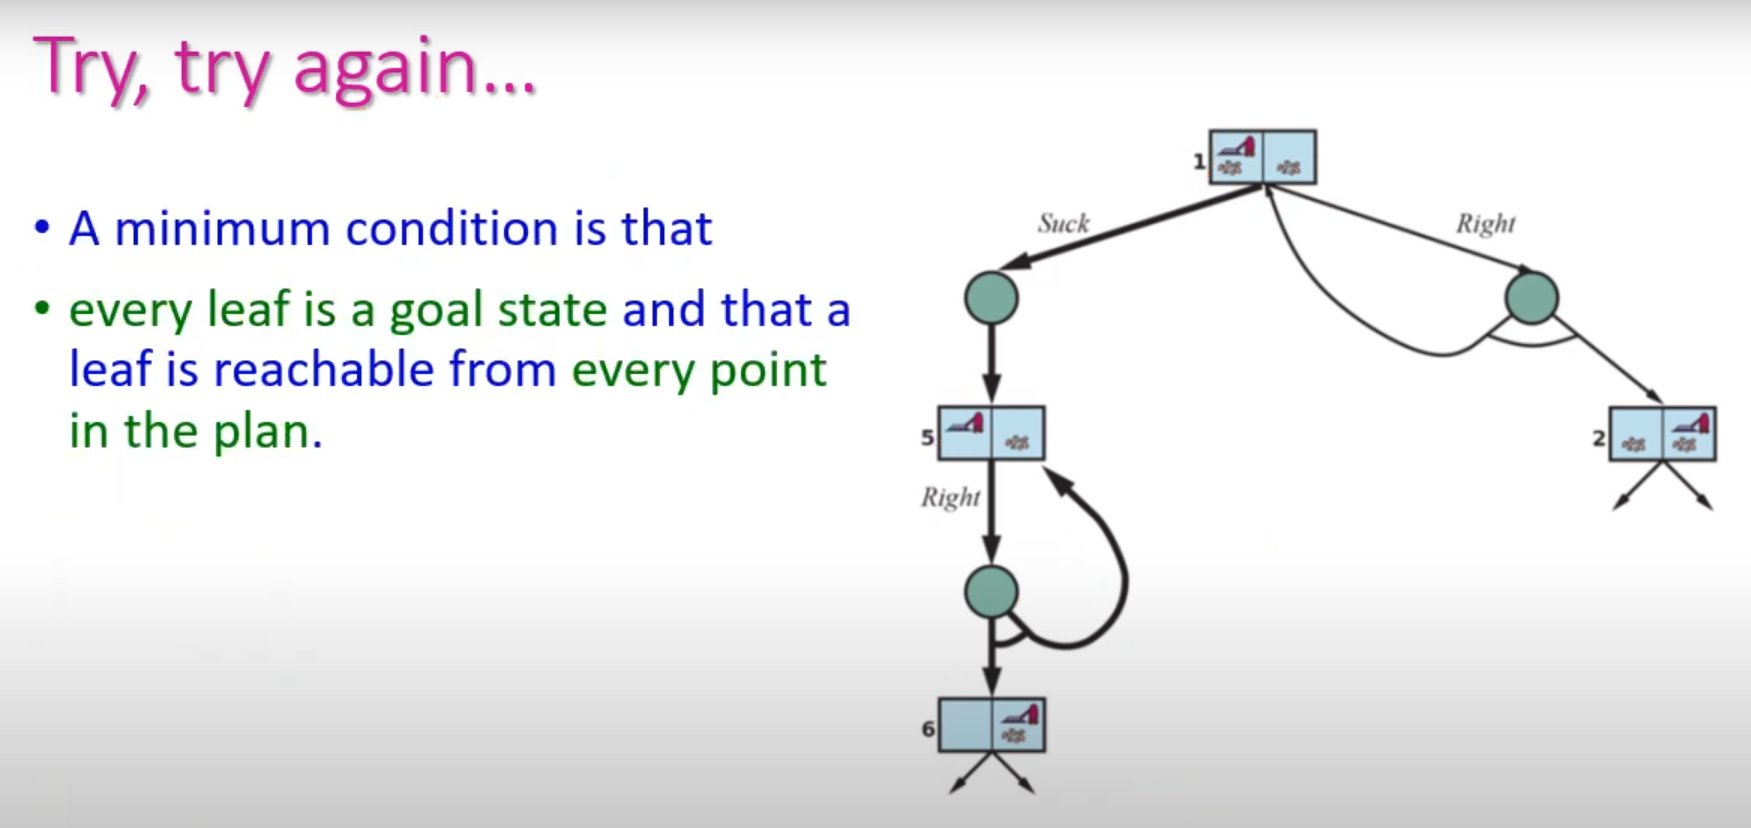 Try, try again...
• A minimum condition is that
• every leaf is a goal state and that a
leaf is reachable from every point
in the plan.
1
Suck
Right
5
2
Right
6